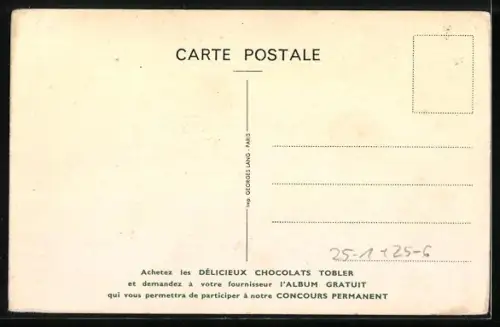 CARTE POSTALE
Imp. GEORGES LANG - PARIS
25-1 + 25-6
Achetez les DÉLICIEUX CHOCOLATS TOBLER
et demandez à votre fournisseur l'ALBUM GRATUIT
qui vous permettra de participer à notre CONCOURS PERMANENT